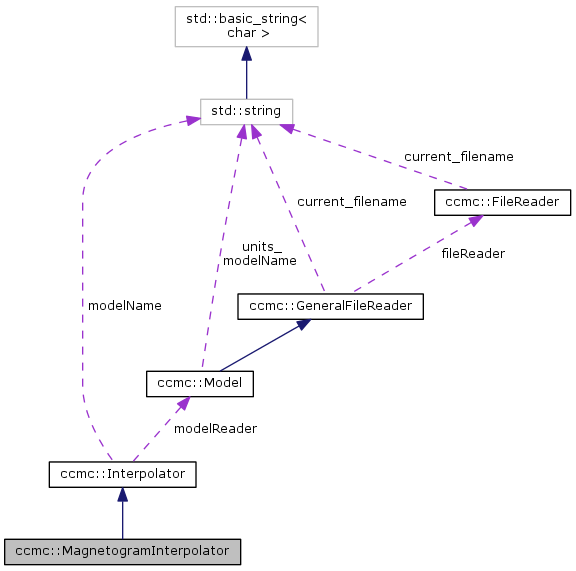 std::basic_string<
char >
std::string
current_filename
ccmc::FileReader
current_filename
units_
modelName
fileReader
modelName
ccmc::GeneralFileReader
ccmc::Model
modelReader
ccmc::Interpolator
ccmc::MagnetogramInterpolator